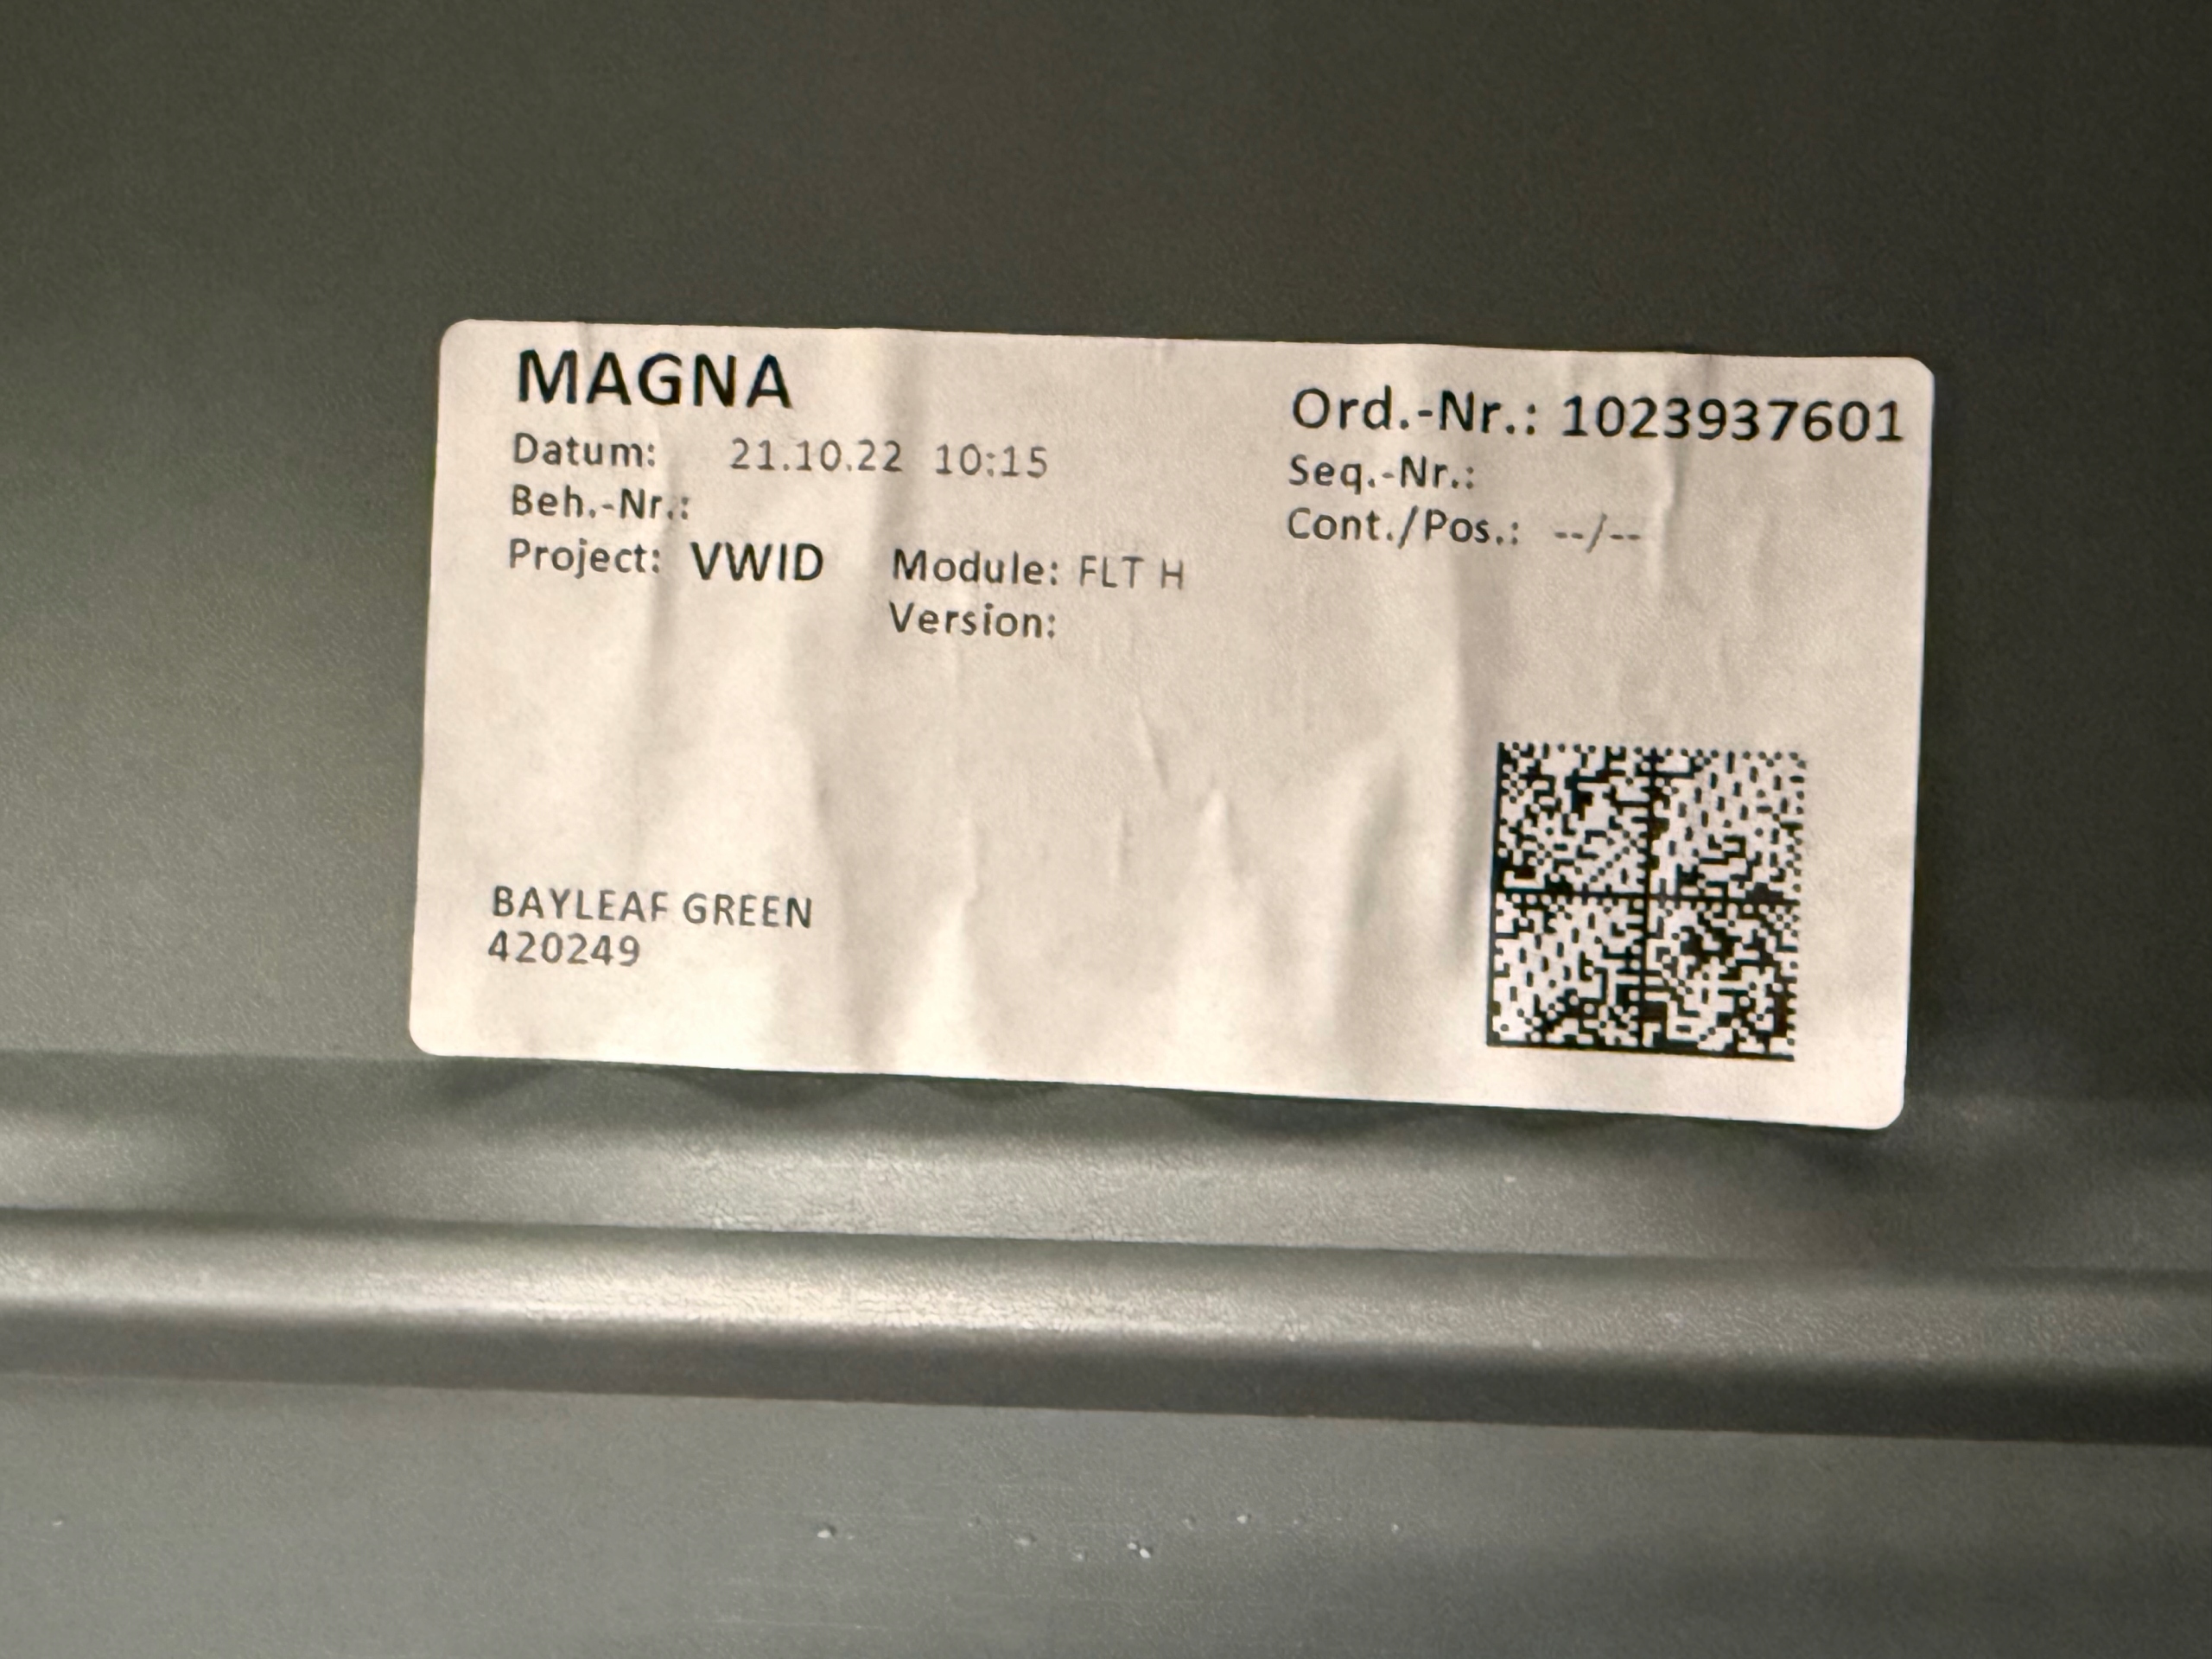 MAGNA
Ord.-Nr.: 1023937601
Datum: 21.10.22 10:15
Seq.-Nr.:
Beh.-Nr.:
Cont./Pos.: --/--
Project: VWID Module: FLT H
Version:
BAYLEAF GREEN
420249